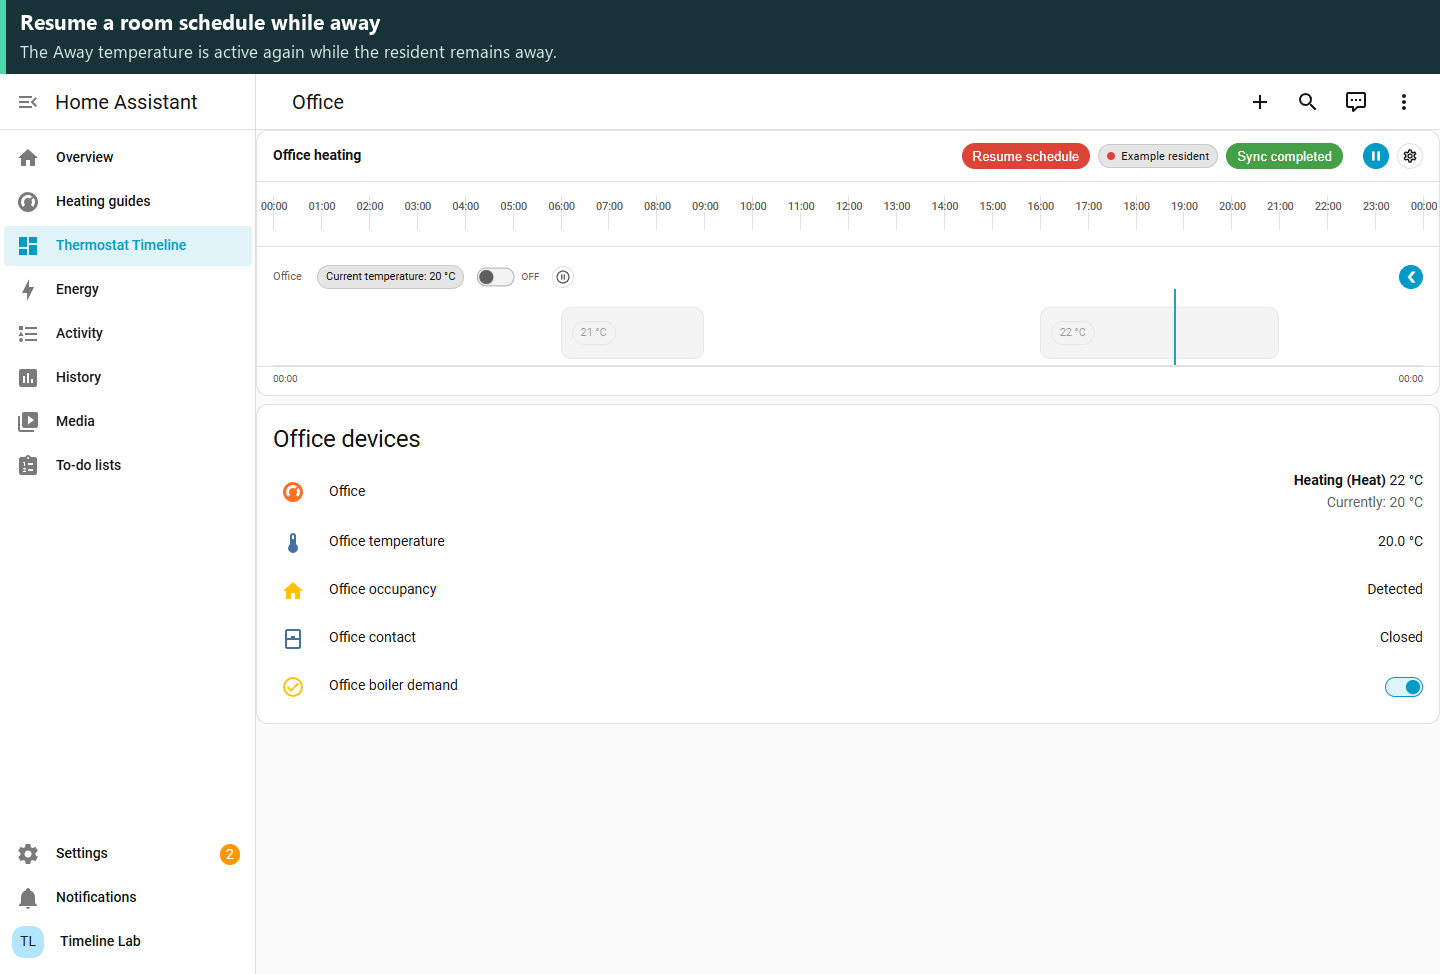 Resume a room schedule while away
The Away temperature is active again while the resident remains away.
Home Assistant
Office
Overview
Heating guides
Thermostat Timeline
Energy
Activity
History
Media
To-do lists
Settings
2
Notifications
TL
Timeline Lab
Office heating
Resume schedule
Example resident
Sync completed
00:00 01:00 02:00 03:00 04:00 05:00 06:00 07:00 08:00 09:00 10:00 11:00 12:00 13:00 14:00 15:00 16:00 17:00 18:00 19:00 20:00 21:00 22:00 23:00 00:00
Office
Current temperature: 20 °C
OFF
21 °C
22 °C
00:00
00:00
Office devices
Office
Heating (Heat) 22 °C
Currently: 20 °C
Office temperature
20.0 °C
Office occupancy
Detected
Office contact
Closed
Office boiler demand